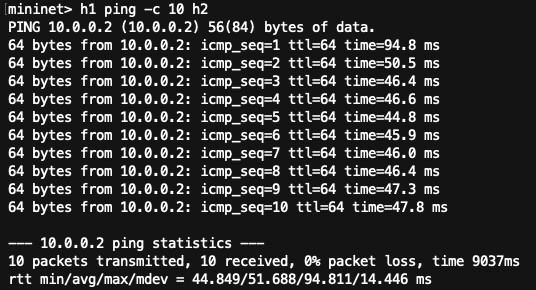 mininet> h1 ping -c 10 h2
PING 10.0.0.2 (10.0.0.2) 56(84) bytes of data.
64 bytes from 10.0.0.2: icmp_seq=1 ttl=64 time=94.8 ms
64 bytes from 10.0.0.2: icmp_seq=2 ttl=64 time=50.5 ms
64 bytes from 10.0.0.2: icmp_seq=3 ttl=64 time=46.4 ms
64 bytes from 10.0.0.2: icmp_seq=4 ttl=64 time=46.6 ms
64 bytes from 10.0.0.2: icmp_seq=5 ttl=64 time=44.8 ms
64 bytes from 10.0.0.2: icmp_seq=6 ttl=64 time=45.9 ms
64 bytes from 10.0.0.2: icmp_seq=7 ttl=64 time=46.0 ms
64 bytes from 10.0.0.2: icmp_seq=8 ttl=64 time=46.4 ms
64 bytes from 10.0.0.2: icmp_seq=9 ttl=64 time=47.3 ms
64 bytes from 10.0.0.2: icmp_seq=10 ttl=64 time=47.8 ms

--- 10.0.0.2 ping statistics ---
10 packets transmitted, 10 received, 0% packet loss, time 9037ms
rtt min/avg/max/mdev = 44.849/51.688/94.811/14.446 ms